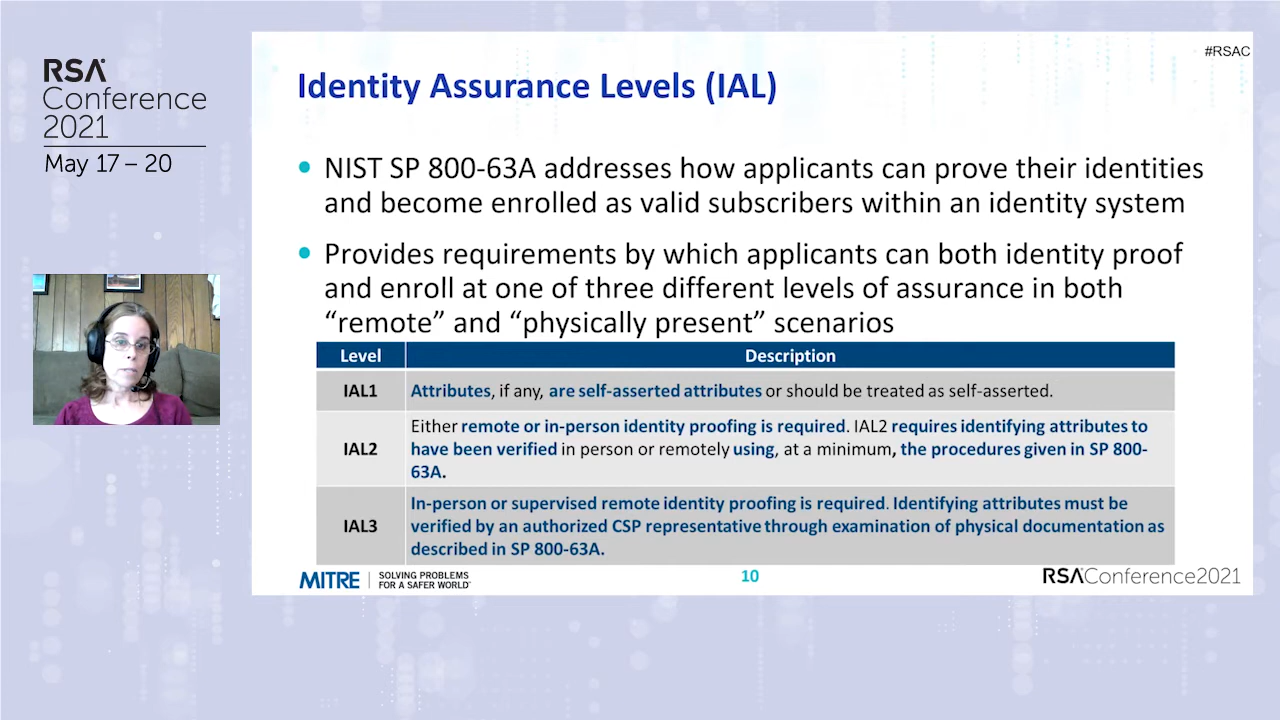 RSA
Conference
2021
May 17 – 20
#RSAC
Identity Assurance Levels (IAL)
• NIST SP 800-63A addresses how applicants can prove their identities
and become enrolled as valid subscribers within an identity system
• Provides requirements by which applicants can both identity proof
and enroll at one of three different levels of assurance in both
“remote” and “physically present” scenarios
Level Description
IAL1 Attributes, if any, are self-asserted attributes or should be treated as self-asserted.
IAL2 Either remote or in-person identity proofing is required. IAL2 requires identifying attributes to
have been verified in person or remotely using, at a minimum, the procedures given in SP 800-
63A.
IAL3 In-person or supervised remote identity proofing is required. Identifying attributes must be
verified by an authorized CSP representative through examination of physical documentation as
described in SP 800-63A.
MITRE | SOLVING PROBLEMS
FOR A SAFER WORLD™
10
RSA Conference2021